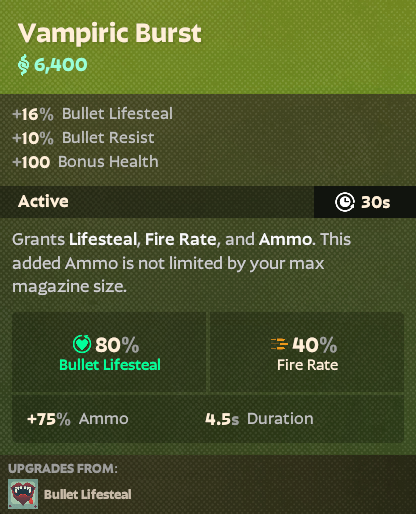 Vampiric Burst
6,400
+16% Bullet Lifesteal
+10% Bullet Resist
+100 Bonus Health
Active 30s
Grants Lifesteal, Fire Rate, and Ammo. This
added Ammo is not limited by your max
magazine size.
80% 40%
Bullet Lifesteal Fire Rate
+75% Ammo 4.5s Duration
UPGRADES FROM:
Bullet Lifesteal